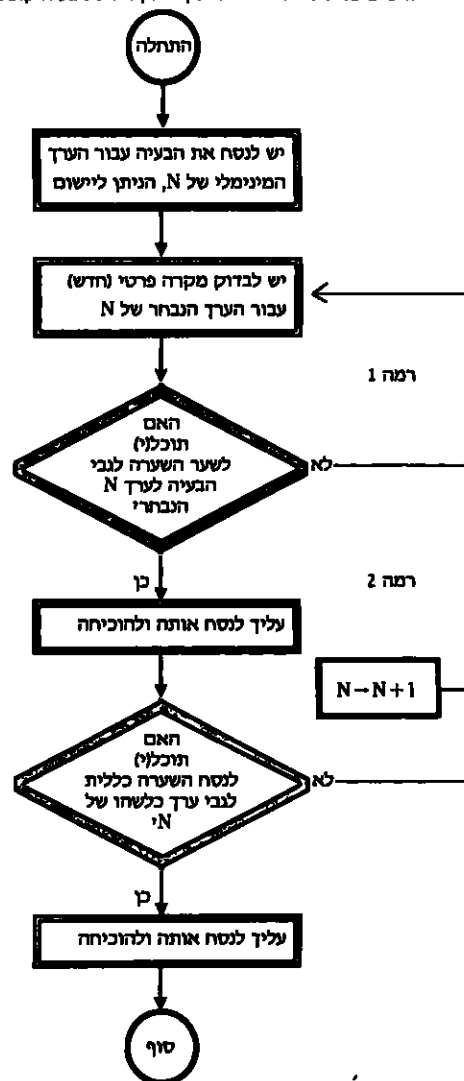 התחלה
יש לנסח את הבעיה עבור הערך
המינימלי של N, הניתן ליישום
יש לבדוק מקרה פרטי (חדש)
עבור הערך הנבחר של N
רמה 1
האם
תוכל(י)
לשער השערה לגבי
הבעיה לערך N
הנבחר?
לא
כן
רמה 2
עליך לנסח אותה ולהוכיחה
N→N+1
האם
תוכל(י)
לנסח השערה כללית
לגבי ערך כלשהו של
N?
לא
כן
עליך לנסח אותה ולהוכיחה
סוף